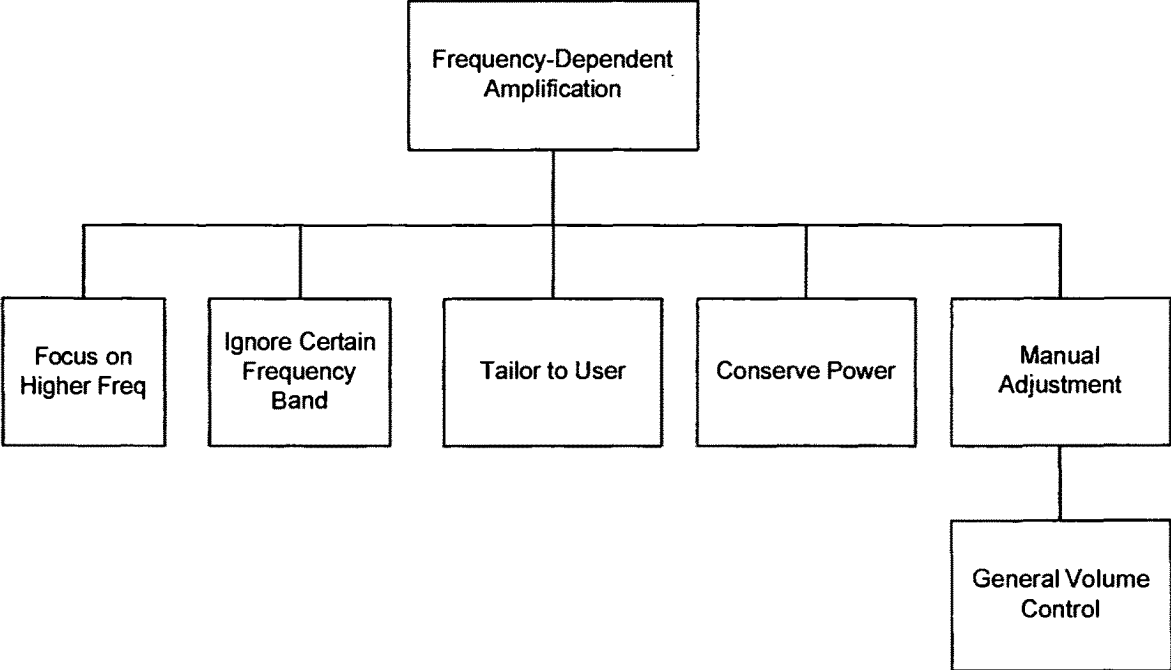 Frequency-Dependent
Amplification
Focus on
Higher Freq
Ignore Certain
Frequency
Band
Tailor to User
Conserve Power
Manual
Adjustment
General Volume
Control